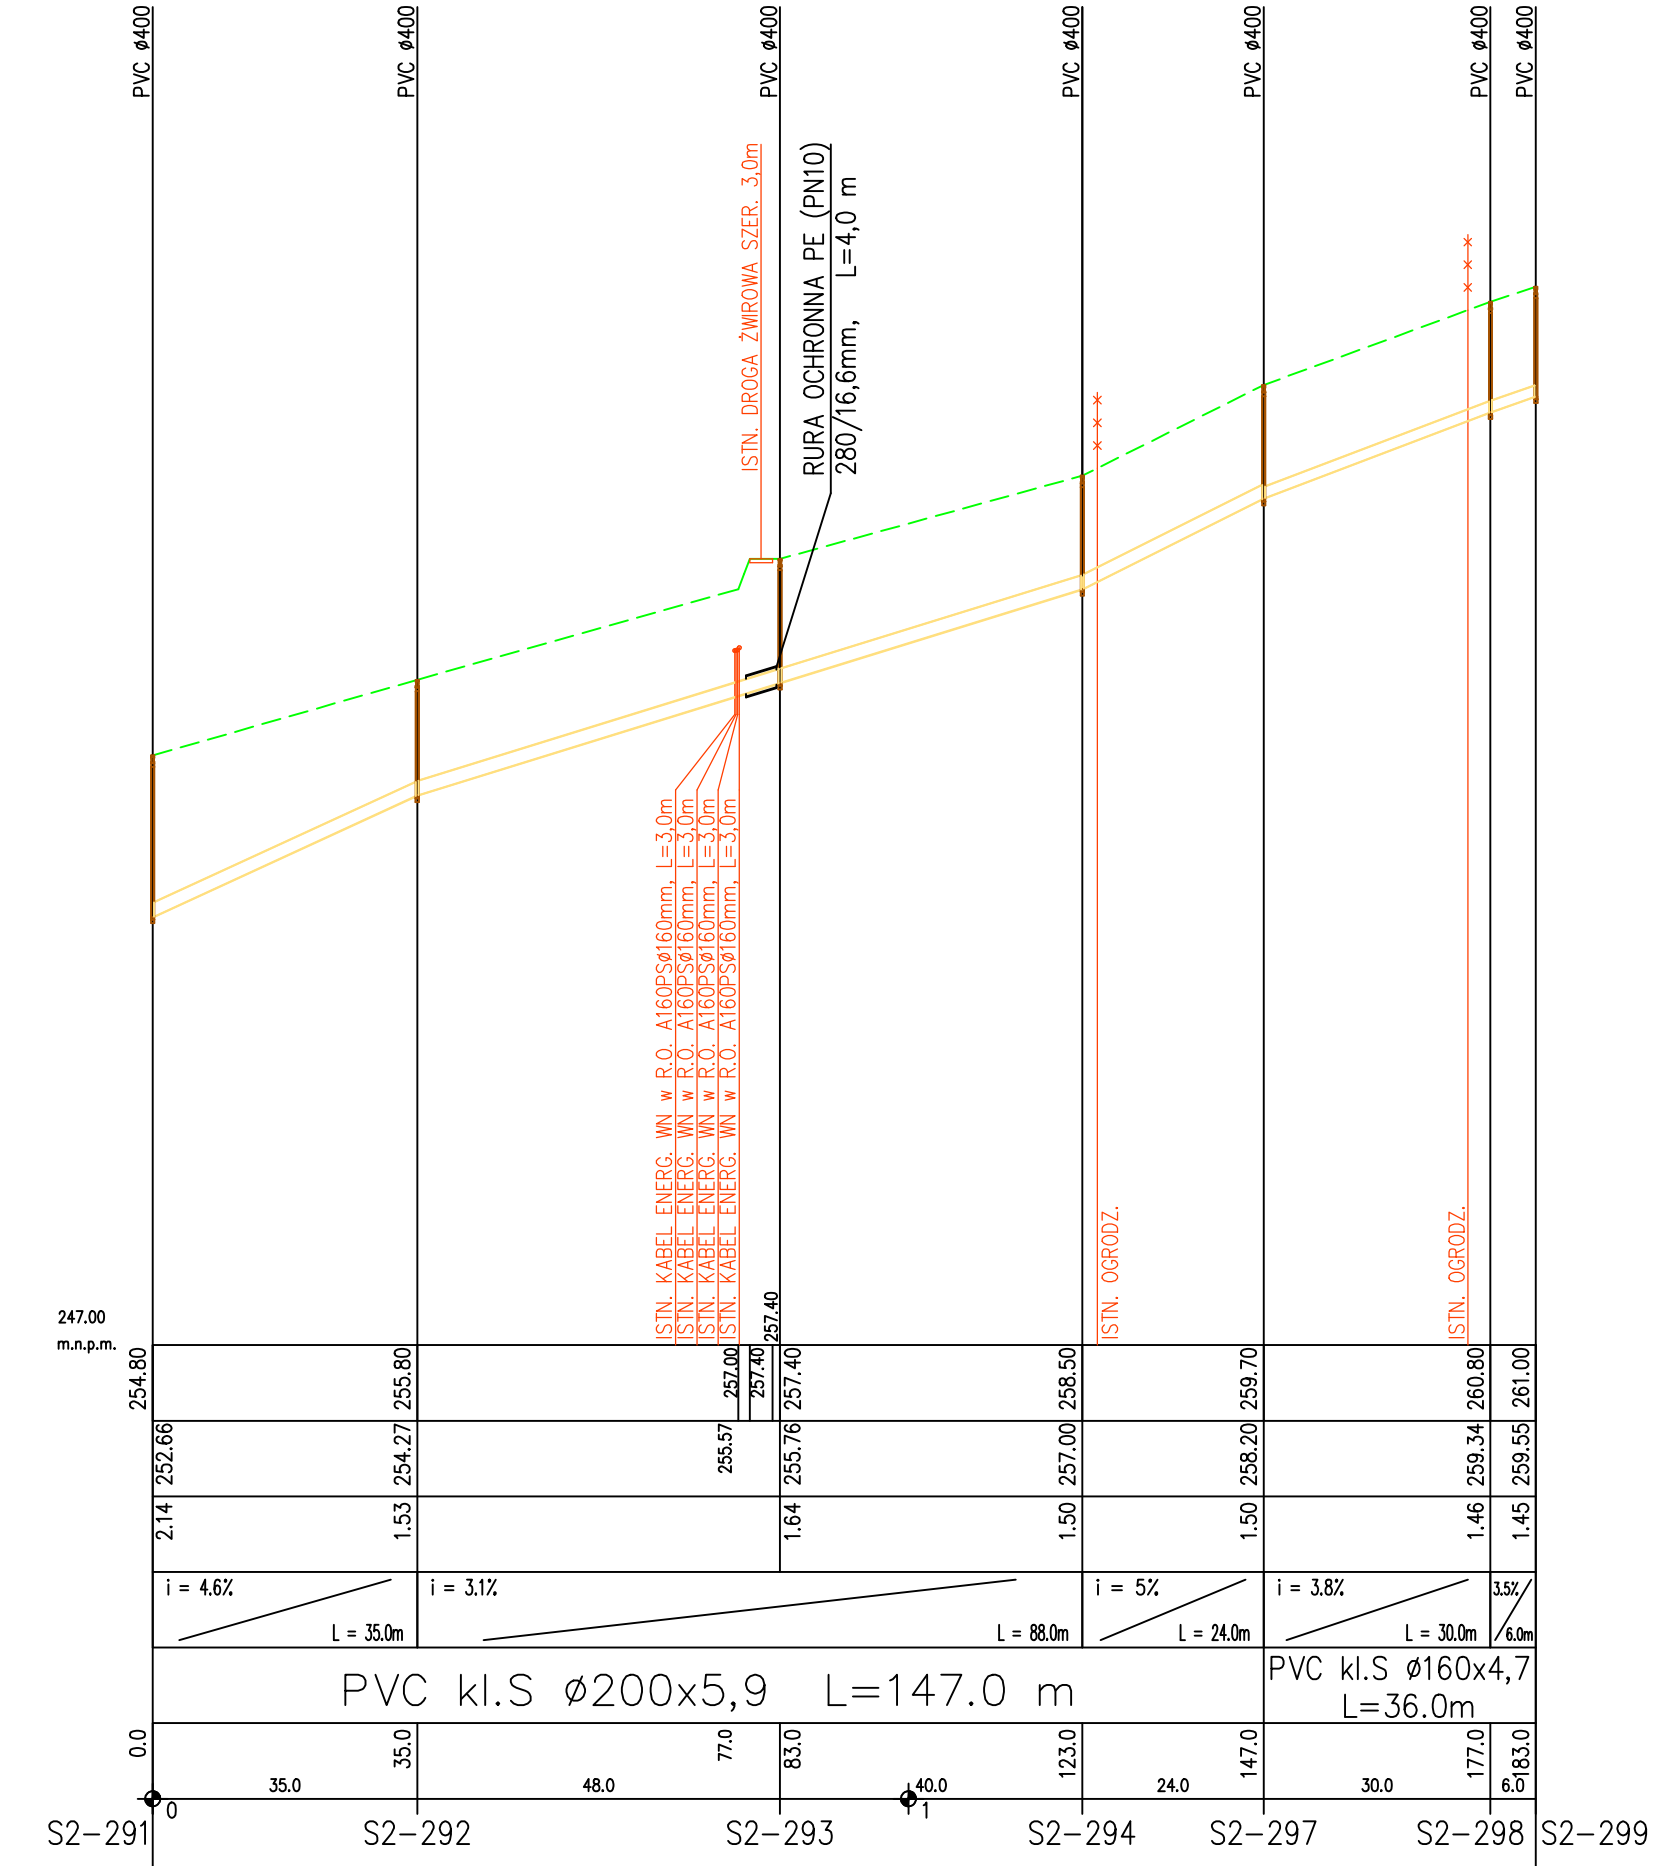 PVC ø400
PVC ø400
PVC ø400
PVC ø400
PVC ø400
PVC ø400
PVC ø400
ISTN. DROGA ŻWIROWA SZER. 3,0m
RURA OCHRONNA PE (PN10)
280/16,6mm, L=4,0 m
ISTN. KABEL ENERG. WN w R.O. A160PSø160mm, L=3,0m
ISTN. KABEL ENERG. WN w R.O. A160PSø160mm, L=3,0m
ISTN. KABEL ENERG. WN w R.O. A160PSø160mm, L=3,0m
ISTN. KABEL ENERG. WN w R.O. A160PSø160mm, L=3,0m
ISTN. OGRODZ.
ISTN. OGRODZ.
247.00
m.n.p.m.
254.80
255.80
257.00
257.40
257.40
257.40
258.50
259.70
260.80
261.00
252.66
254.27
255.57
255.76
257.00
258.20
259.34
259.55
2.14
1.53
1.64
1.50
1.50
1.46
1.45
i = 4.6%
L = 35.0m
i = 3.1%
L = 88.0m
i = 5%
L = 24.0m
i = 3.8%
L = 30.0m
3.5%
6.0m
PVC kl.S ø200x5,9 L=147.0 m
PVC kl.S ø160x4,7
L=36.0m
0.0
35.0
77.0
83.0
123.0
147.0
177.0
183.0
35.0
48.0
40.0
24.0
30.0
6.0
0
1
S2-291
S2-292
S2-293
S2-294
S2-297
S2-298
S2-299